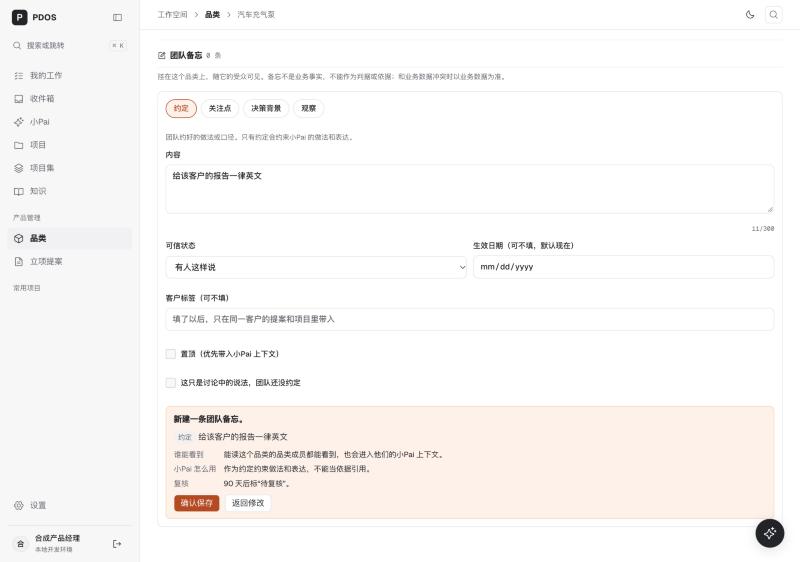 P PDOS
搜索或跳转 ⌘ K
我的工作
收件箱
小Pai
项目
项目集
知识
产品管理
品类
立项提案
常用项目
设置
合 合成产品经理
本地开发环境
工作空间 > 品类 > 汽车充气泵
团队备忘 0 条
挂在这个品类上，随它的受众可见。备忘不是业务事实，不能作为判据或依据；和业务数据冲突时以业务数据为准。
约定 关注点 决策背景 观察
团队约好的做法或口径。只有约定会约束小Pai 的做法和表达。
内容
给该客户的报告一律英文
11/300
可信状态
有人这样说
生效日期（可不填，默认现在）
mm/dd/yyyy
客户标签（可不填）
填了以后，只在同一客户的提案和项目里带入
置顶（优先带入小Pai 上下文）
这只是讨论中的说法，团队还没约定
新建一条团队备忘。
约定 给该客户的报告一律英文
谁能看到 能读这个品类的品类成员都能看到，也会进入他们的小Pai 上下文。
小Pai 怎么用 作为约定约束做法和表达，不能当依据引用。
复核 90 天后标“待复核”。
确认保存 返回修改